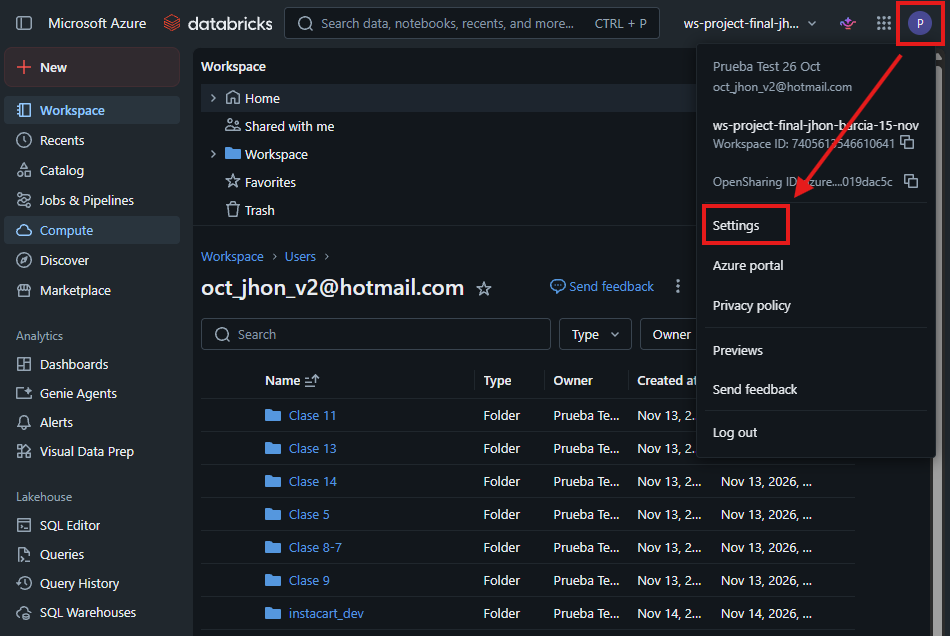 Microsoft Azure databricks Search data, notebooks, recents, and more... CTRL + P ws-project-final-jh... P
New
Workspace
Recents
Catalog
Jobs & Pipelines
Compute
Discover
Marketplace
Analytics
Dashboards
Genie Agents
Alerts
Visual Data Prep
Lakehouse
SQL Editor
Queries
Query History
SQL Warehouses
Workspace
Home
Shared with me
Workspace
Favorites
Trash
Workspace > Users >
oct_jhon_v2@hotmail.com Send feedback
Search Type Owner
Name Type Owner Created at
Clase 11 Folder Prueba Te... Nov 13, 2...
Clase 13 Folder Prueba Te... Nov 13, 2...
Clase 14 Folder Prueba Te... Nov 13, 2... Nov 13, 2026, ...
Clase 5 Folder Prueba Te... Nov 13, 2... Nov 13, 2026, ...
Clase 8-7 Folder Prueba Te... Nov 13, 2... Nov 13, 2026, ...
Clase 9 Folder Prueba Te... Nov 13, 2... Nov 13, 2026, ...
instacart_dev Folder Prueba Te... Nov 14, 2... Nov 14, 2026, ...
Prueba Test 26 Oct
oct_jhon_v2@hotmail.com
ws-project-final-jhon-barcia-15-nov
Workspace ID: 7405613546610641
OpenSharing ID: azure....019dac5c
Settings
Azure portal
Privacy policy
Previews
Send feedback
Log out